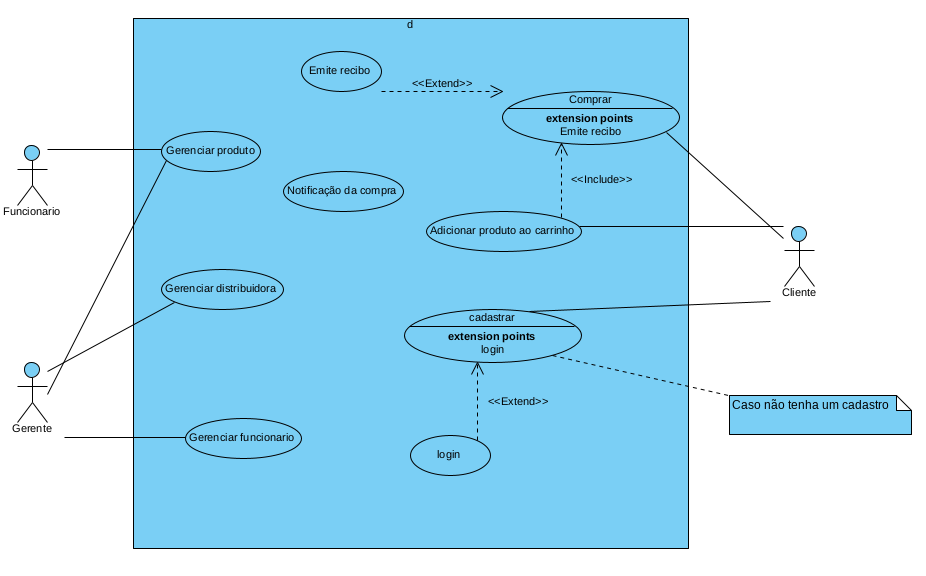 d
Emite recibo
<<Extend>>
Comprar
extension points
Emite recibo
Gerenciar produto
Funcionario
Notificação da compra
<<Include>>
Adicionar produto ao carrinho
Cliente
Gerenciar distribuidora
cadastrar
extension points
login
Gerente
<<Extend>>
Caso não tenha um cadastro
Gerenciar funcionario
login